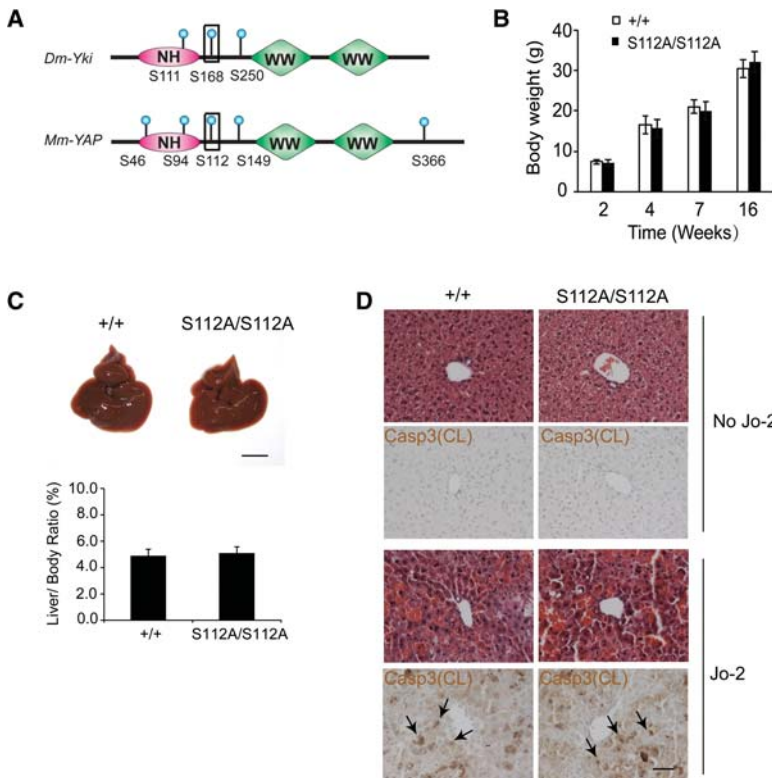 A
Dm-Yki
NH
WW
WW
S111 S168 S250
Mm-YAP
NH
WW
WW
S46 S94 S112 S149 S366
B
+/+
S112A/S112A
Body weight (g)
40
30
20
10
0
2 4 7 16
Time (Weeks)
C
+/+ S112A/S112A
Liver/ Body Ratio (%)
10.0
8.0
6.0
4.0
2.0
0.0
+/+ S112A/S112A
D
+/+ S112A/S112A
No Jo-2
Casp3(CL) Casp3(CL)
Jo-2
Casp3(CL) Casp3(CL)